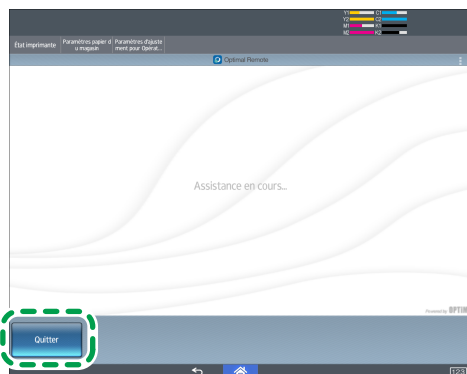 Y1 C1
Y2 C2
M1 K1
M2 K2
État imprimante
Paramètres papier d
u magasin
Paramètres d'ajuste
ment pour Opérat...
Optimal Remote
Assistance en cours...
Powered by OPTIM
Quitter
123